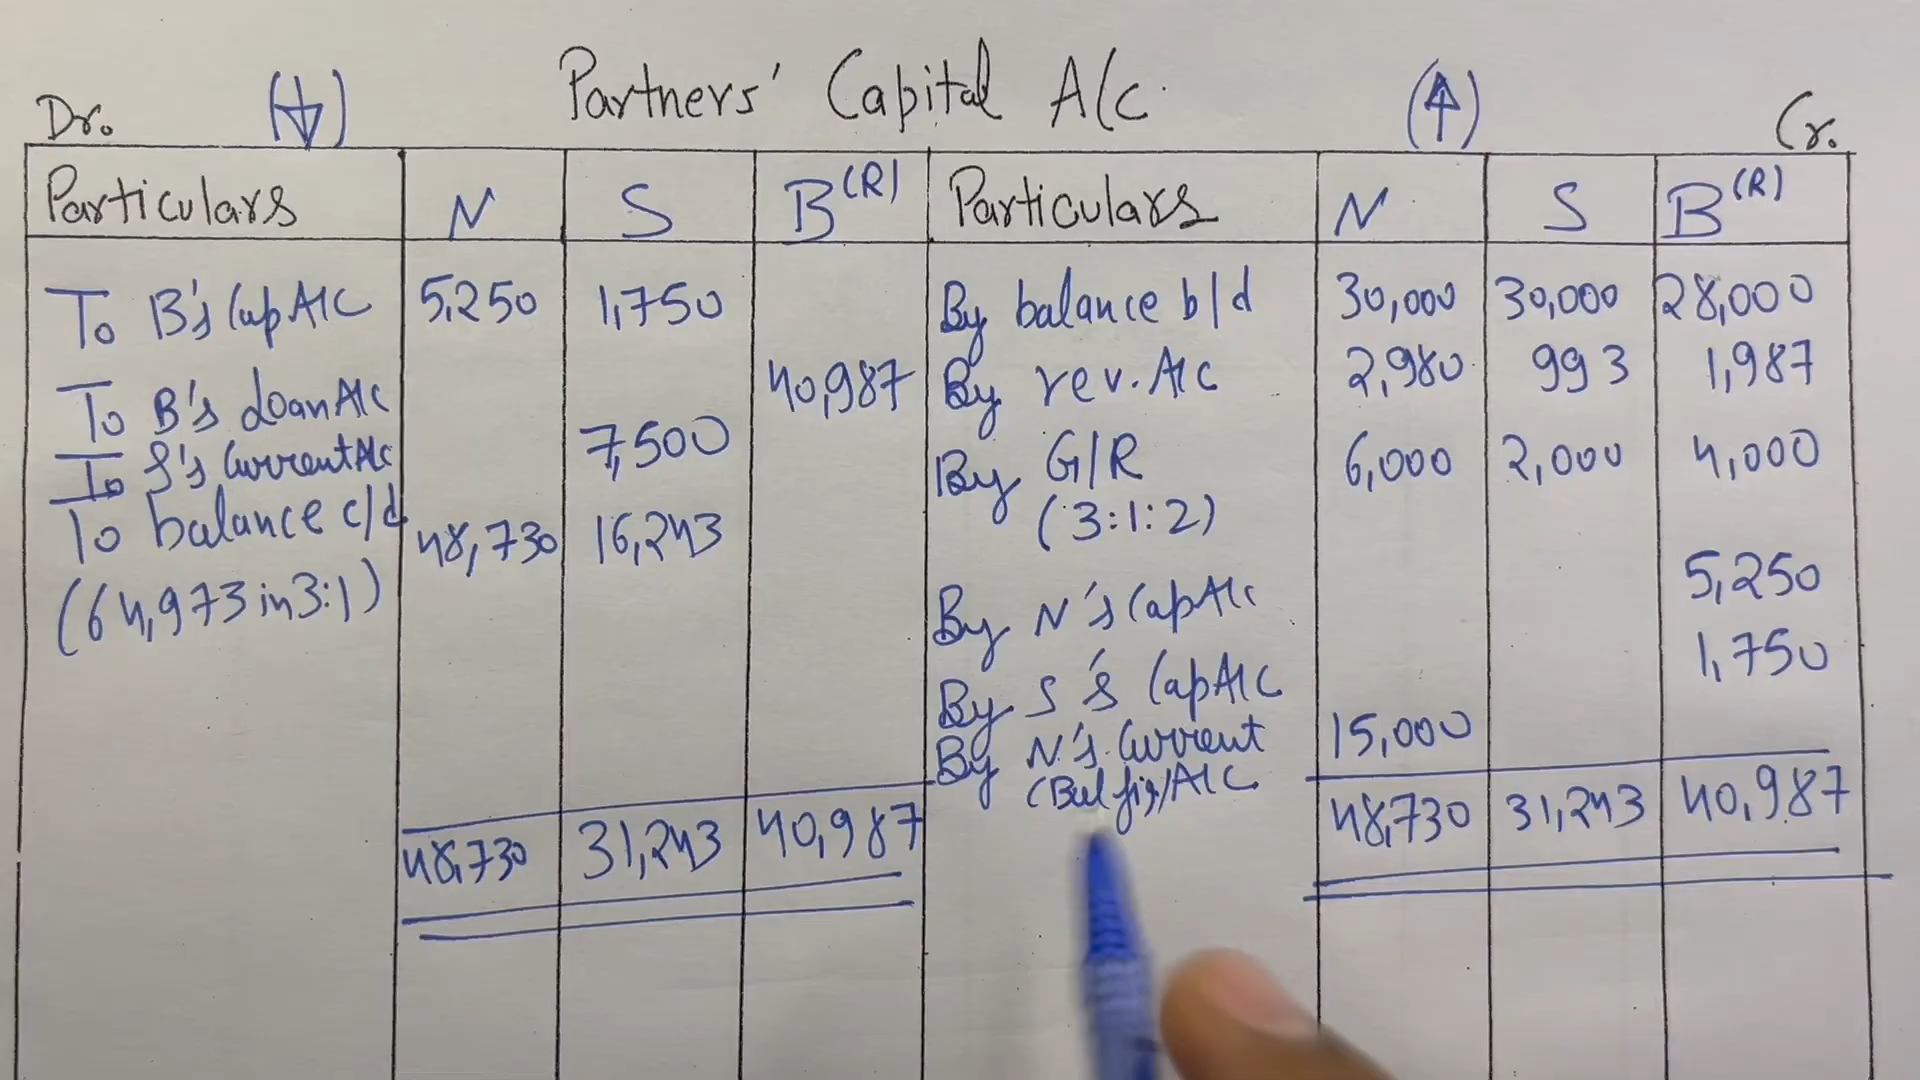 Partners' Capital A/c.
Dr. (↓) (↑) Cr.
Particulars N S B(R) Particulars N S B(R)
To B's Cap A/C 5,250 1,750 By balance b/d 30,000 30,000 28,000
To B's Loan A/c 40,987 By rev. A/c 2,980 993 1,987
To S's Current A/c 7,500 By G/R 6,000 2,000 4,000
(3:1:2)
To balance c/d 48,730 16,243
(64,973 in 3:1)
By N's Cap A/c 5,250
By S's Cap A/C 1,750
By N's Current 15,000
(Bal fig) A/C
48,730 31,243 40,987 48,730 31,243 40,987